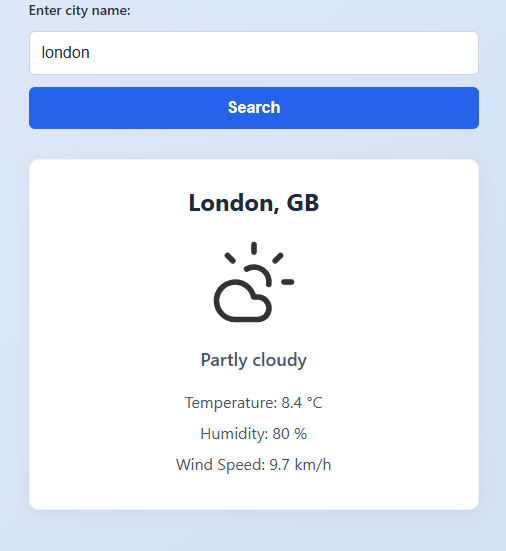 Enter city name:
london
Search
London, GB
Partly cloudy
Temperature: 8.4 °C
Humidity: 80 %
Wind Speed: 9.7 km/h